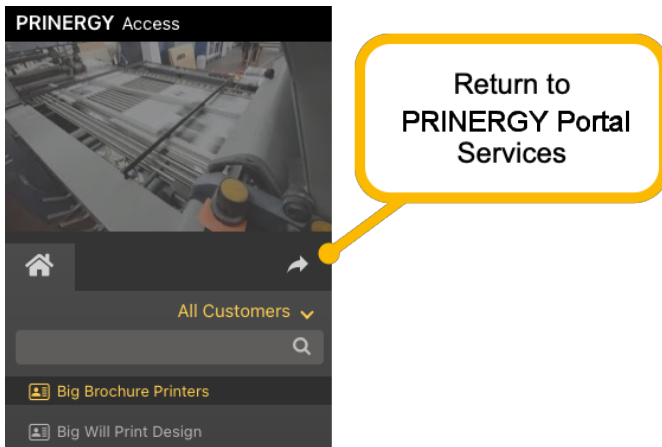 PRINERGY Access
Return to
PRINERGY Portal
Services
All Customers
Big Brochure Printers
Big Will Print Design